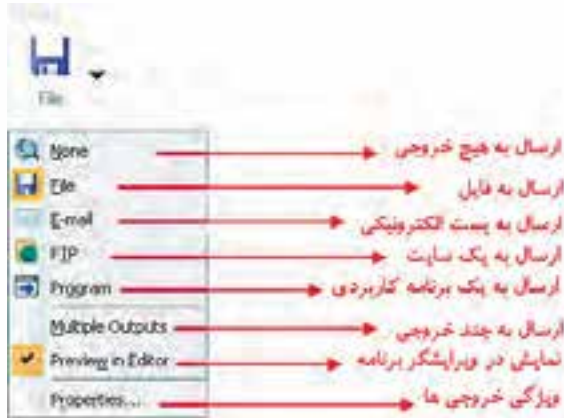 File
None ارسال به هیچ خروجی
File ارسال به فایل
E-mail ارسال به پست الکترونیکی
FTP ارسال به یک سایت
Program ارسال به یک برنامه کاربردی
Multiple Outputs ارسال به چند خروجی
Preview in Editor نمایش در ویرایشگر برنامه
Properties... ویژگی خروجی ها